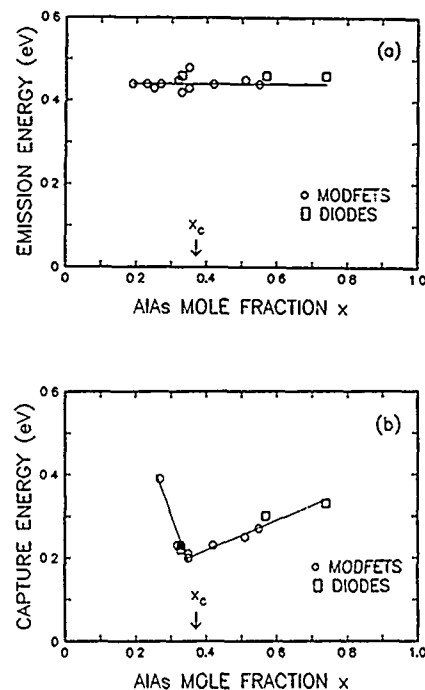 0 6
(a)
EMISSION ENERGY (eV)
0 4
0 2
○ MODFETS
□ DIODES
x_c
↓
0
0 0 2 0 4 0 6 0 8 1 0
AlAs MOLE FRACTION x
0 6
(b)
CAPTURE ENERGY (eV)
0 4
0 2
○ MODFETS
□ DIODES
x_c
↓
0
0 0 2 0 4 0 6 0 8 1 0
AlAs MOLE FRACTION x